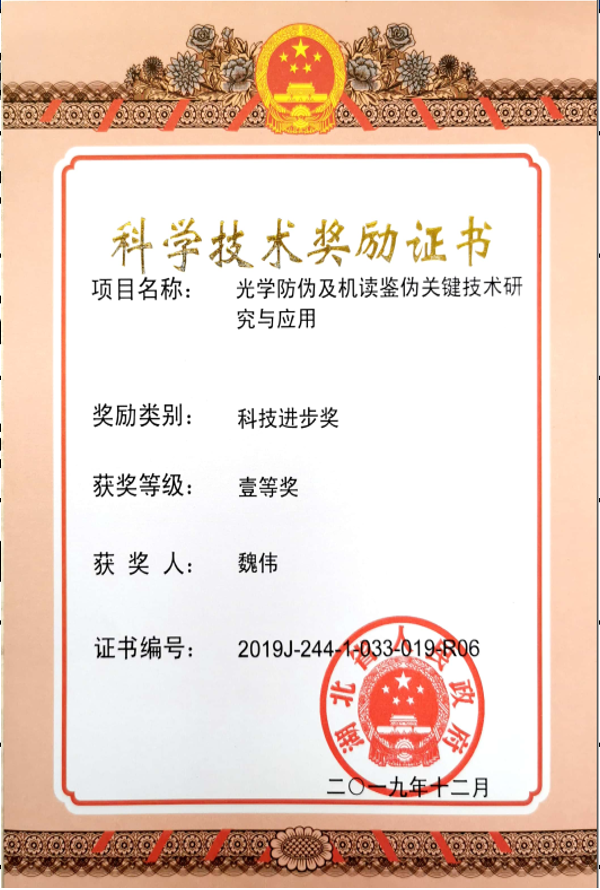 科学技术奖励证书
项目名称： 光学防伪及机读鉴伪关键技术研
究与应用
奖励类别： 科技进步奖
获奖等级： 壹等奖
获 奖 人： 魏伟
证书编号： 2019J-244-1-033-019-R06
湖北省人民政府
二〇一九年十二月